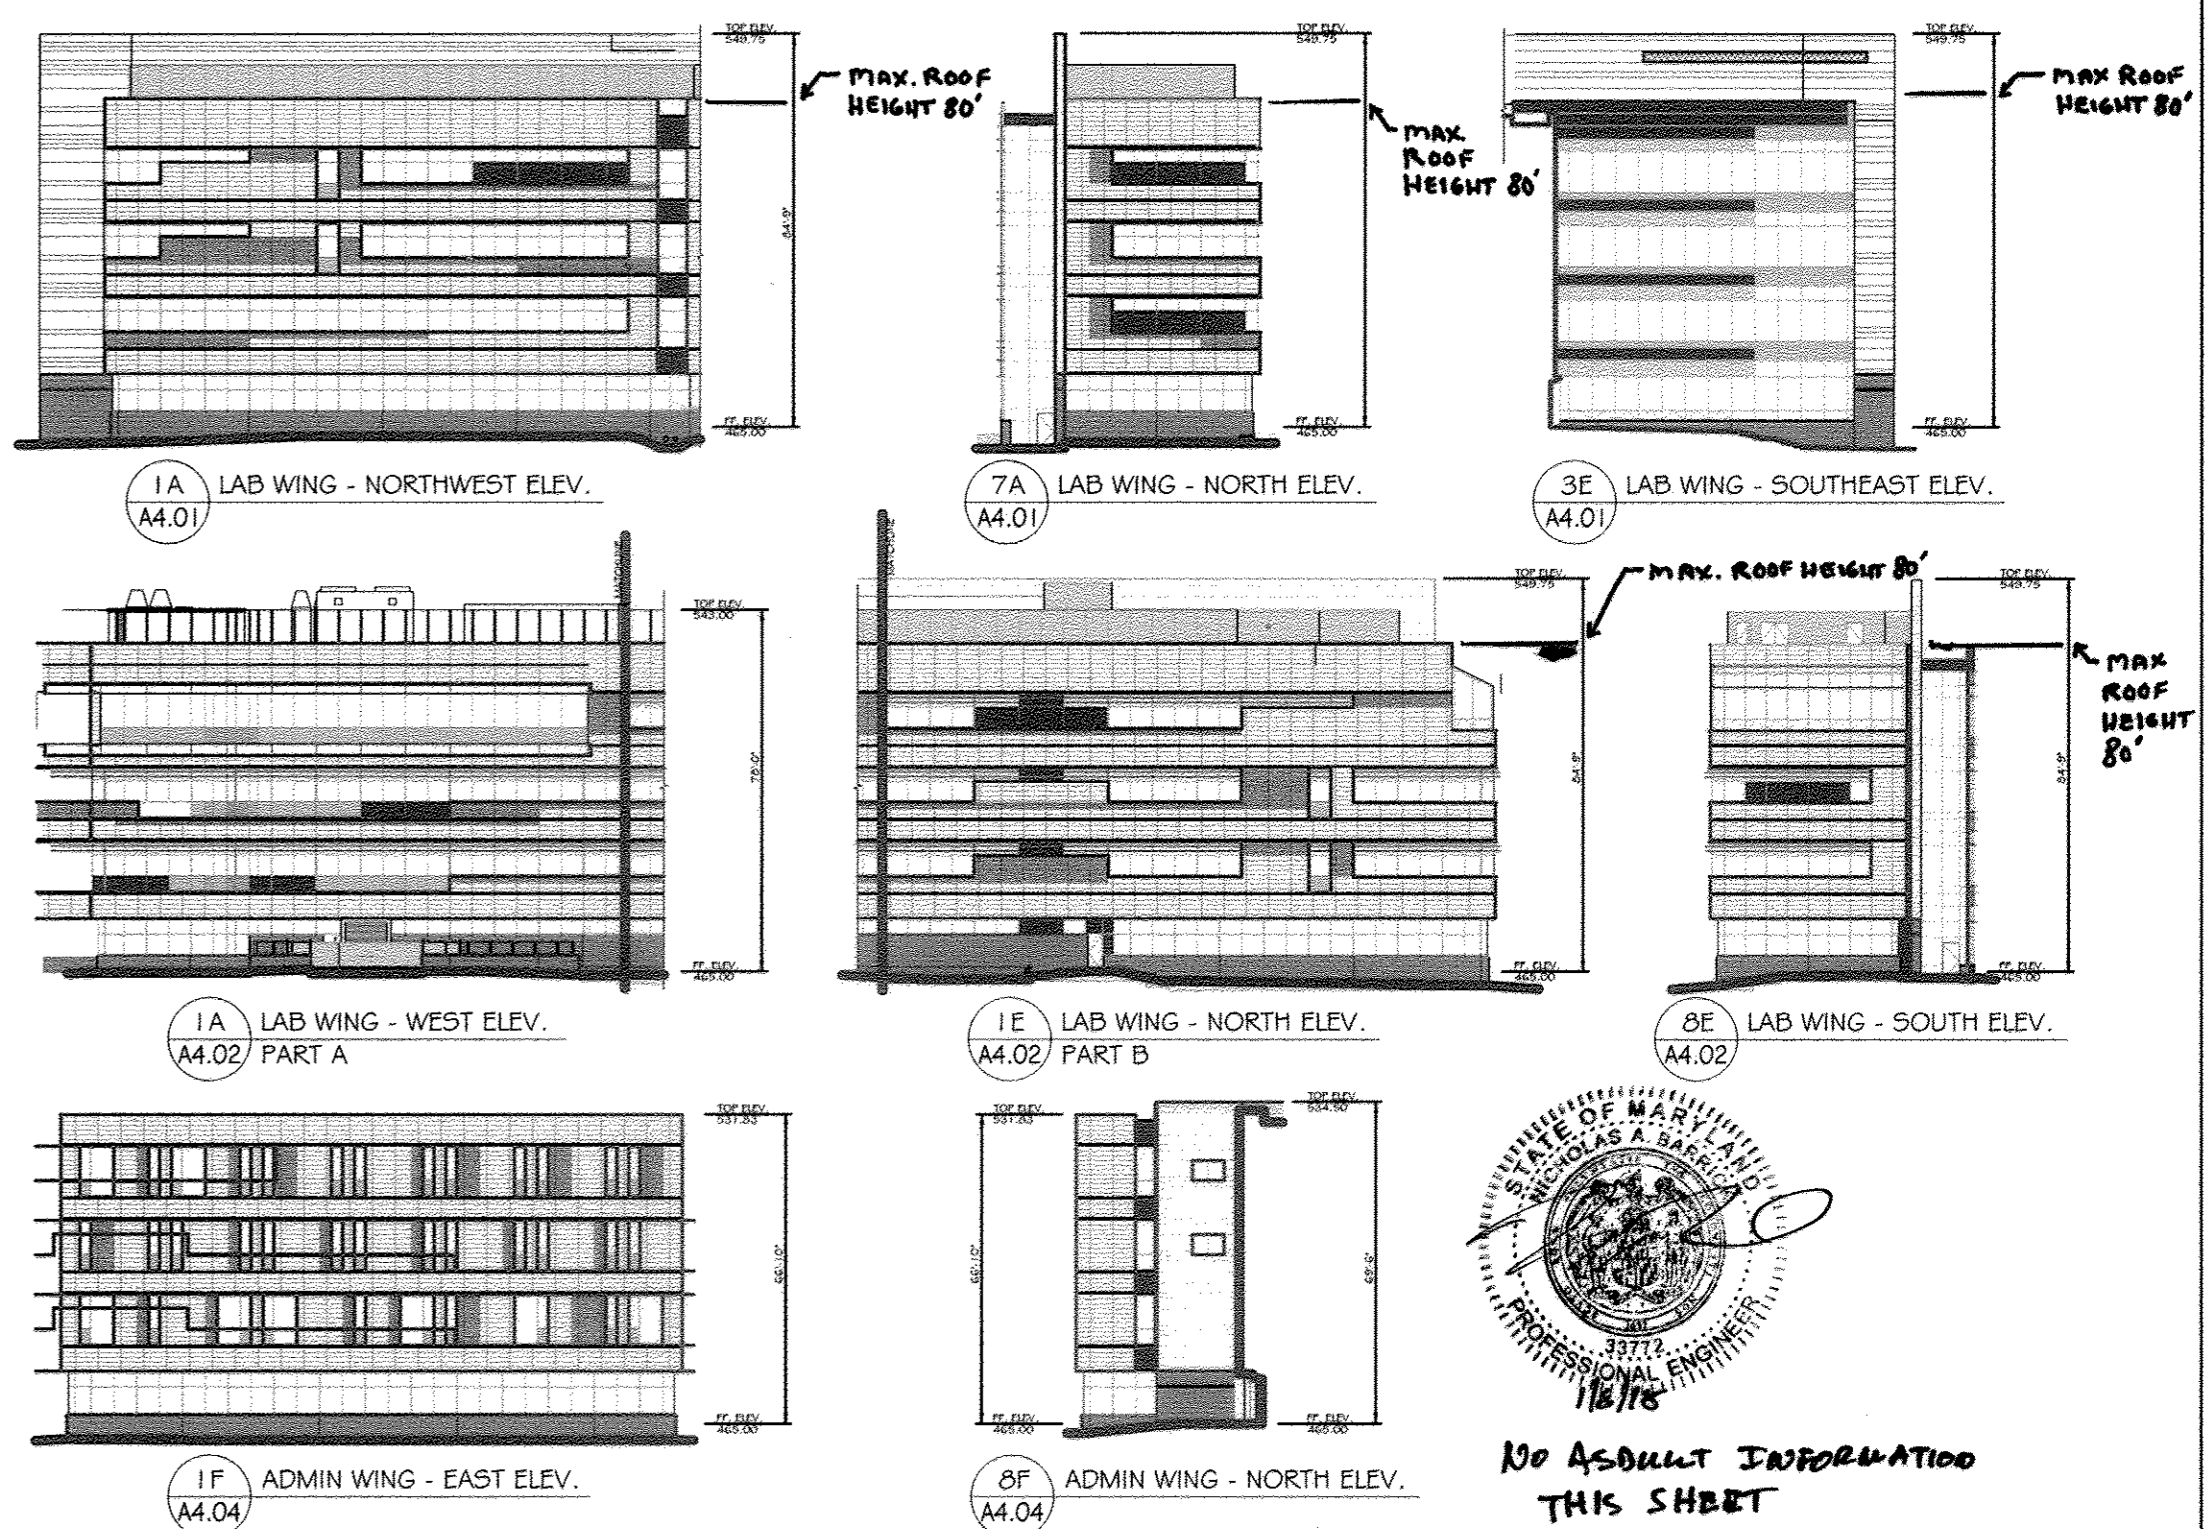 TOP ELEV.
549.75
MAX. ROOF
HEIGHT 80'
84'-9"
FF. ELEV.
465.00
1A
A4.01
LAB WING - NORTHWEST ELEV.
TOP ELEV.
549.75
MAX.
ROOF
HEIGHT 80'
FF. ELEV.
465.00
7A
A4.01
LAB WING - NORTH ELEV.
TOP ELEV.
549.75
MAX ROOF
HEIGHT 80'
FF. ELEV.
465.00
3E
A4.01
LAB WING - SOUTHEAST ELEV.
MATCHLINE
TOP ELEV.
543.00
78'-0"
FF. ELEV.
465.00
1A
A4.02
LAB WING - WEST ELEV.
PART A
MATCHLINE
TOP ELEV.
549.75
MAX. ROOF HEIGHT 80'
84'-9"
FF. ELEV.
465.00
1E
A4.02
LAB WING - NORTH ELEV.
PART B
TOP ELEV.
549.75
MAX
ROOF
HEIGHT
80'
84'-9"
FF. ELEV.
465.00
8E
A4.02
LAB WING - SOUTH ELEV.
TOP ELEV.
531.83
66'-10"
FF. ELEV.
465.00
1F
A4.04
ADMIN WING - EAST ELEV.
TOP ELEV.
531.83
66'-10"
FF. ELEV.
465.00
TOP ELEV.
534.50
69'-6"
FF. ELEV.
465.00
8F
A4.04
ADMIN WING - NORTH ELEV.
STATE OF MARYLAND
NICHOLAS A. BARRICK
33772
PROFESSIONAL ENGINEER
1/8/18
NO ASBUILT INFORMATION
THIS SHEET